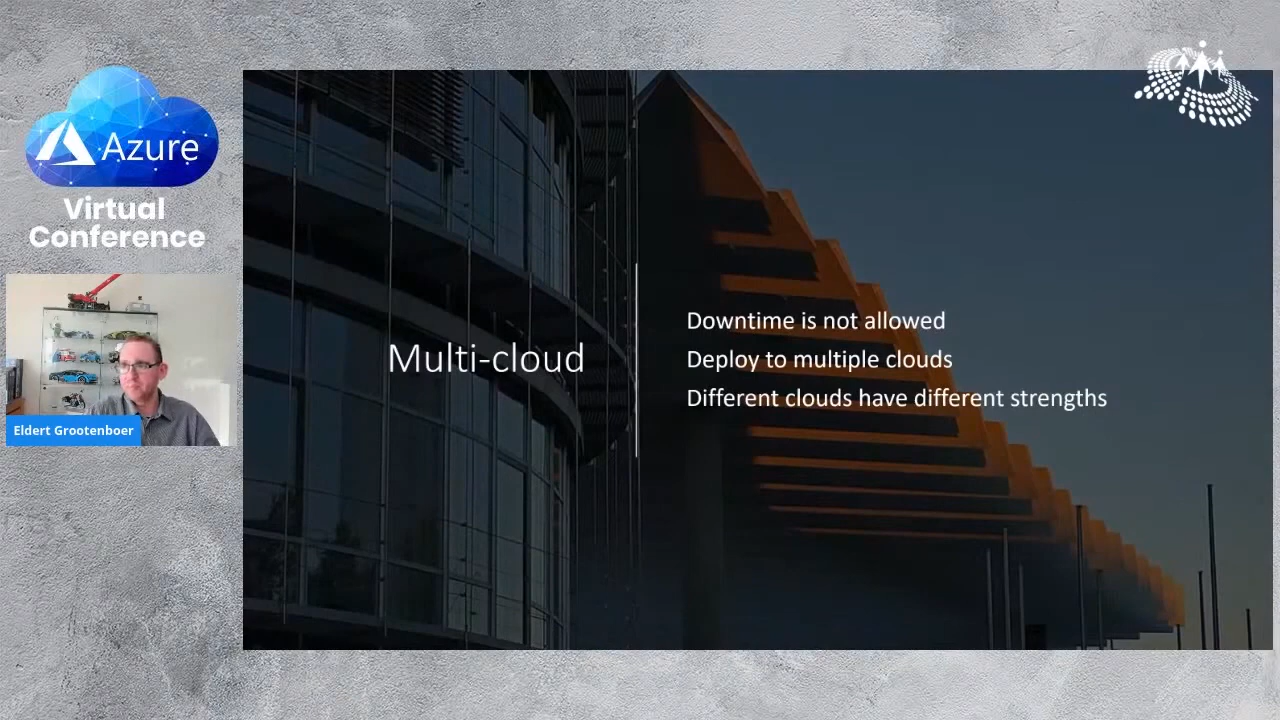 Azure
Virtual
Conference
Eldert Grootenboer
Multi-cloud
Downtime is not allowed
Deploy to multiple clouds
Different clouds have different strengths